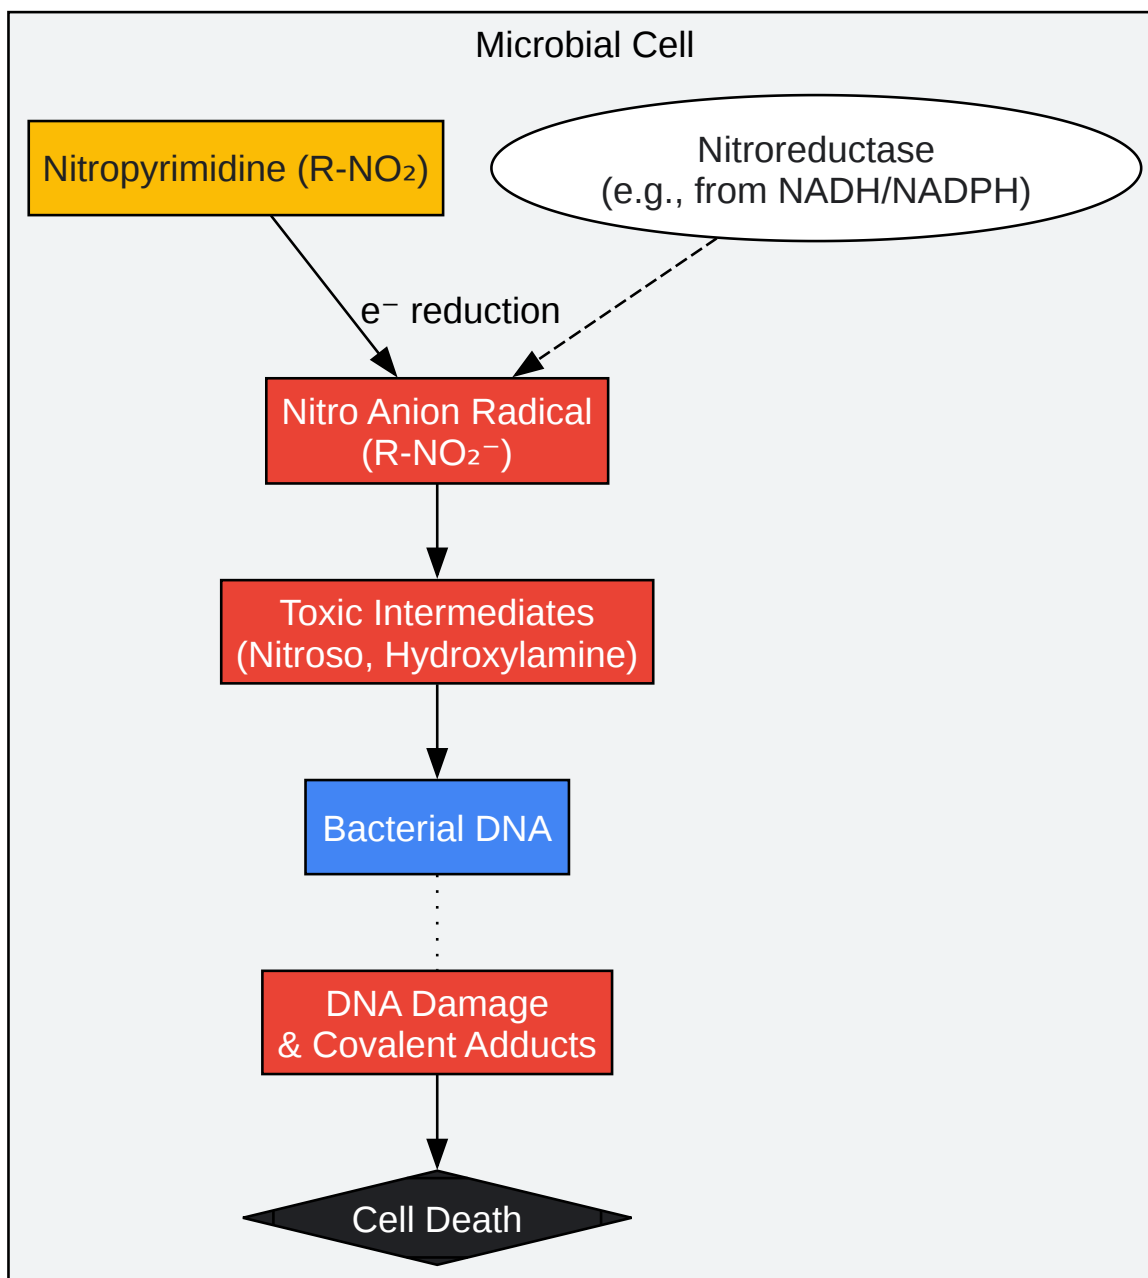 Microbial Cell
Nitropyrimidine (R-NO₂)
Nitroreductase
(e.g., from NADH/NADPH)
e⁻ reduction
Nitro Anion Radical
(R-NO₂⁻)
Toxic Intermediates
(Nitroso, Hydroxylamine)
Bacterial DNA
DNA Damage
& Covalent Adducts
Cell Death